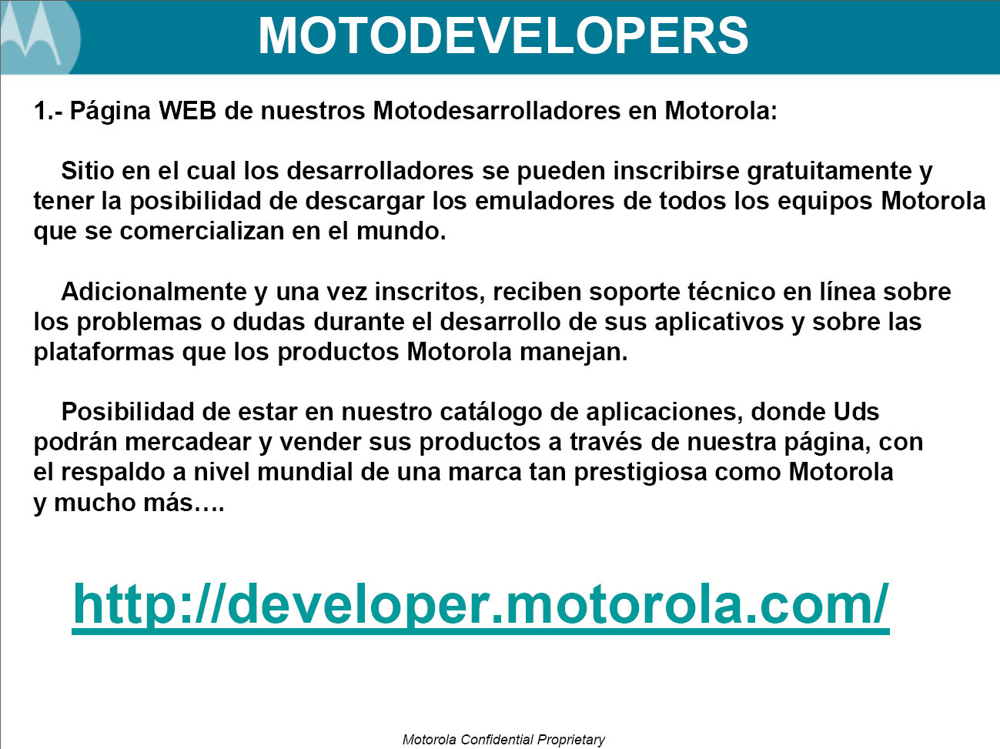 MOTODEVELOPERS
1.- Página WEB de nuestros Motodesarrolladores en Motorola:
Sitio en el cual los desarrolladores se pueden inscribirse gratuitamente y
tener la posibilidad de descargar los emuladores de todos los equipos Motorola
que se comercializan en el mundo.
Adicionalmente y una vez inscritos, reciben soporte técnico en línea sobre
los problemas o dudas durante el desarrollo de sus aplicativos y sobre las
plataformas que los productos Motorola manejan.
Posibilidad de estar en nuestro catálogo de aplicaciones, donde Uds
podrán mercadear y vender sus productos a través de nuestra página, con
el respaldo a nivel mundial de una marca tan prestigiosa como Motorola
y mucho más….
http://developer.motorola.com/
Motorola Confidential Proprietary